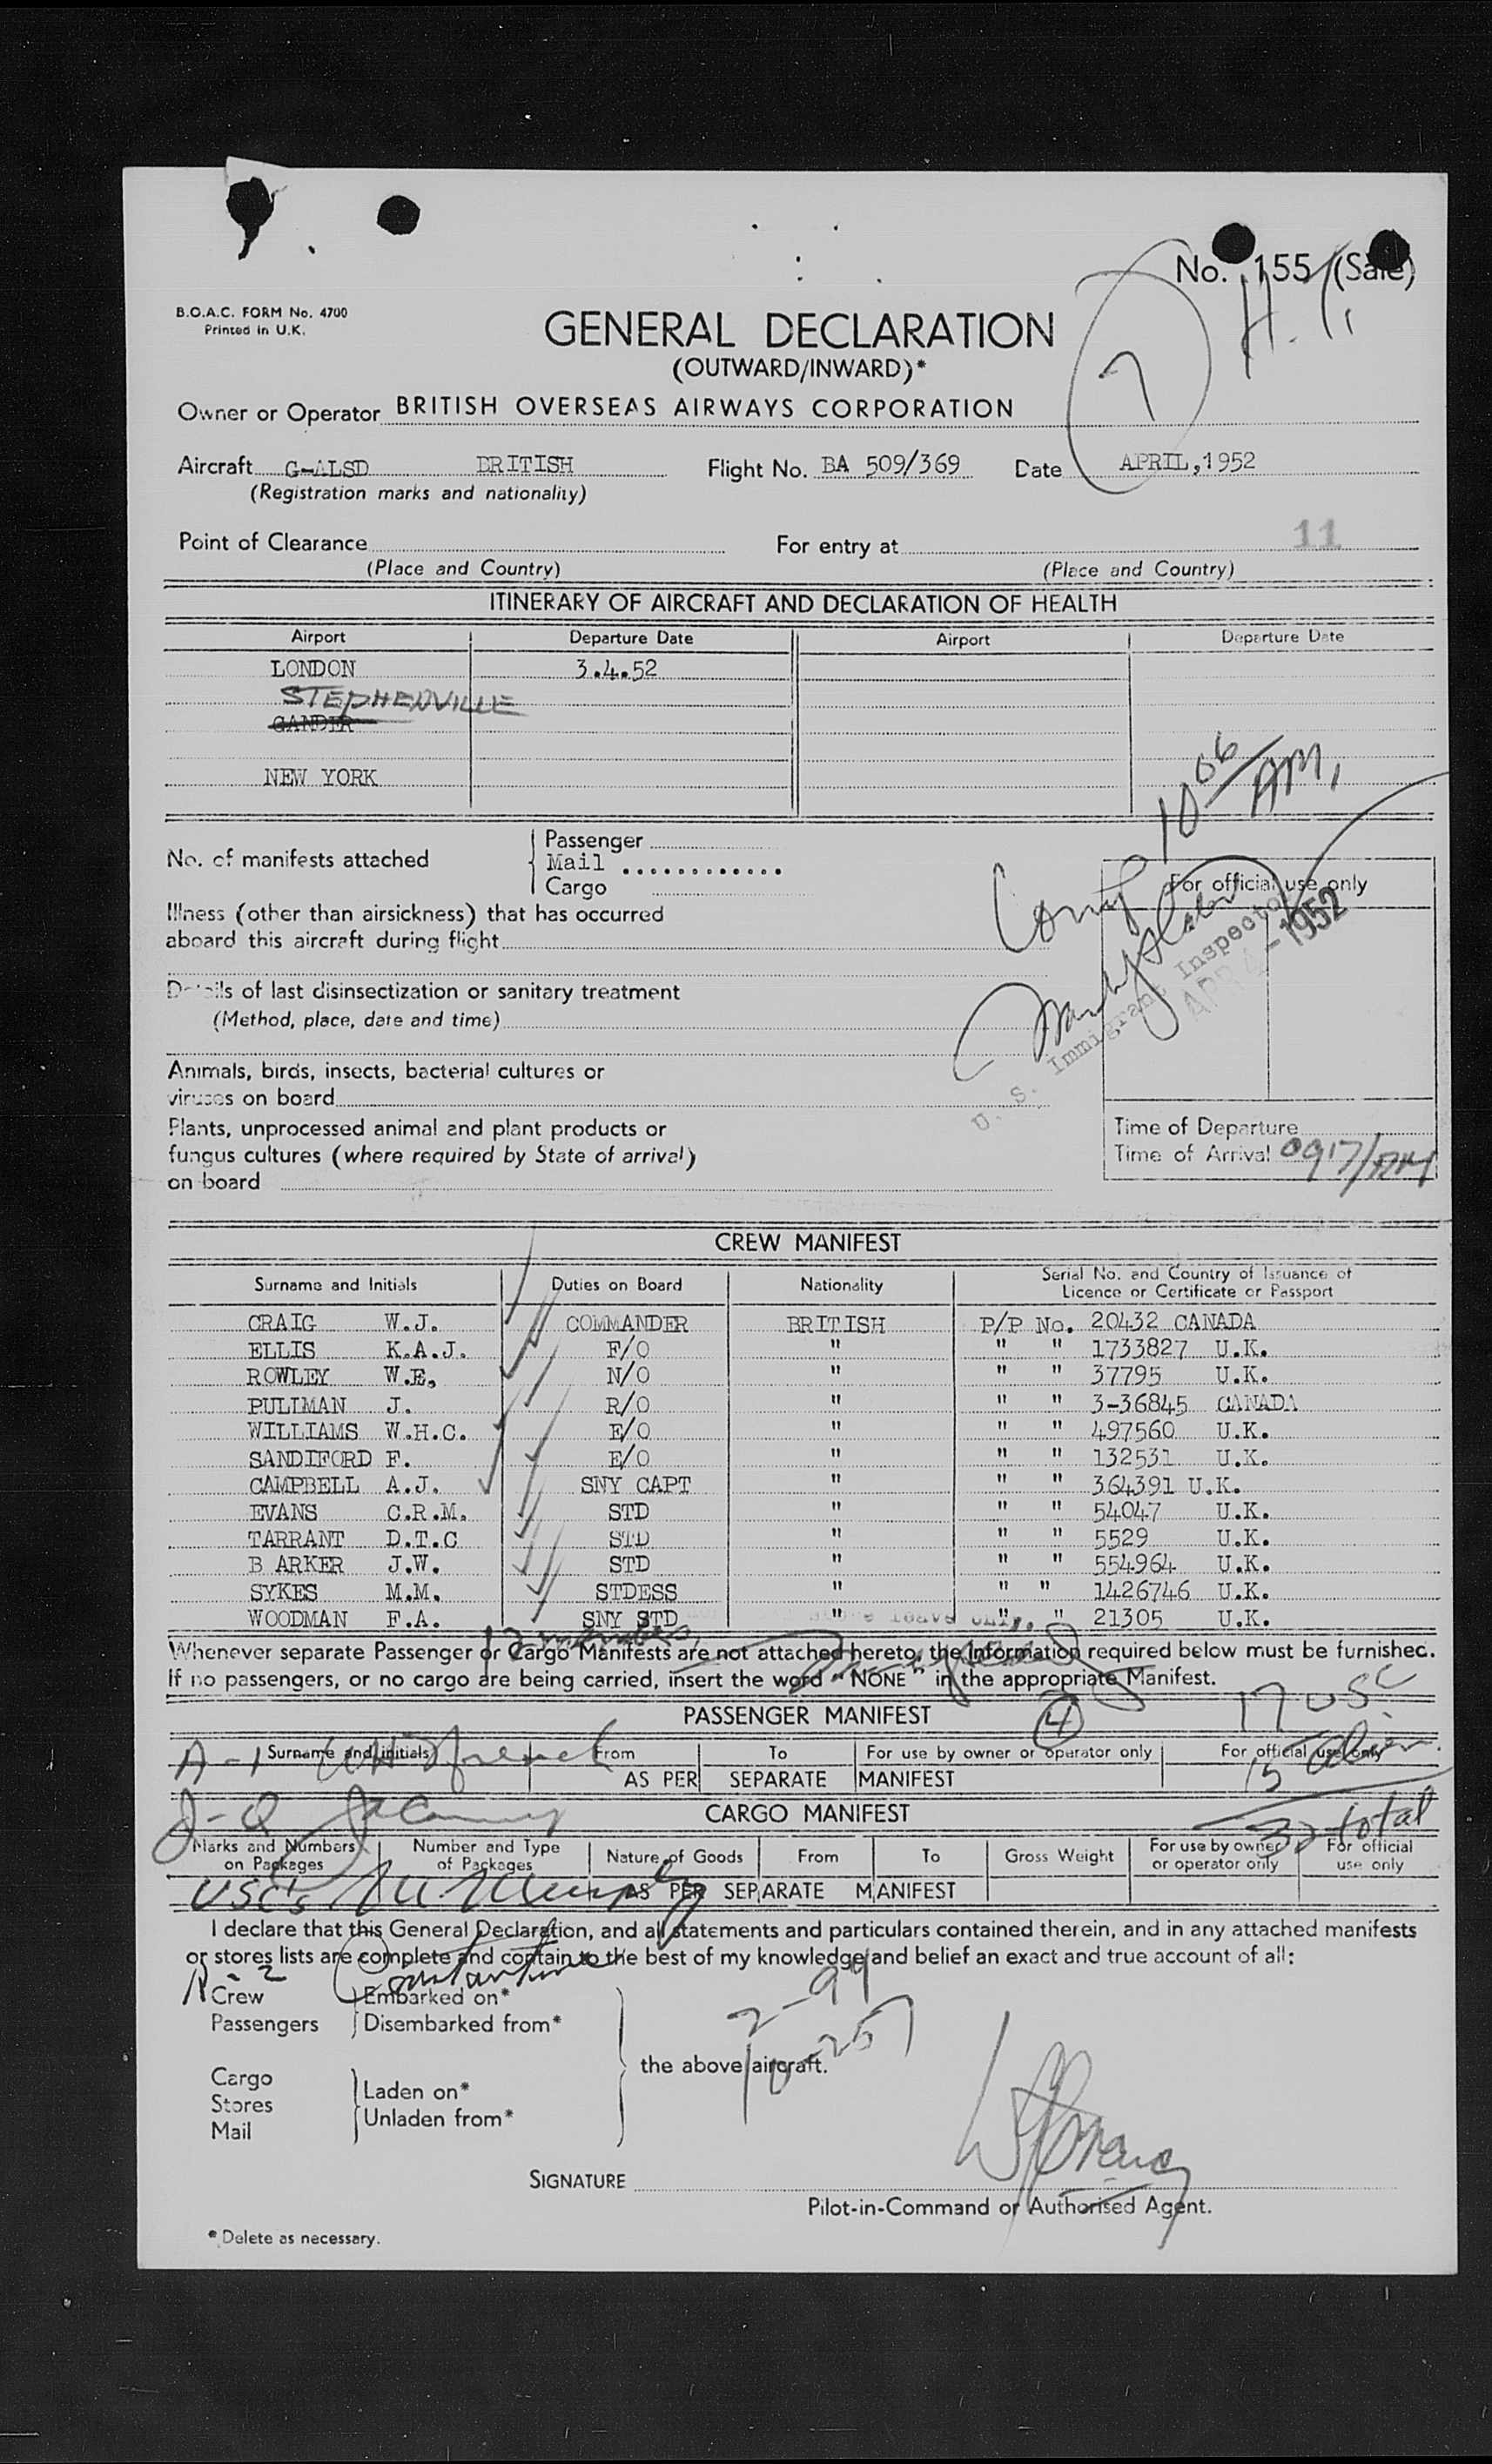 No. 155 (Sale)
B.O.A.C. FORM No. 4700
Printed in U.K.
GENERAL DECLARATION
(OUTWARD/INWARD)*
Owner or Operator BRITISH OVERSEAS AIRWAYS CORPORATION
Aircraft G-ALSD BRITISH Flight No. BA 509/369 Date APRIL, 1952
(Registration marks and nationality)
11
Point of Clearance For entry at
(Place and Country) (Place and Country)
ITINERARY OF AIRCRAFT AND DECLARATION OF HEALTH
Airport Departure Date Airport Departure Date
LONDON 3.4.52
STEPHENVILLE
GANDER
NEW YORK
10 06 AM,
No. of manifests attached
Passenger
Mail
Cargo
For official use only
Illness (other than airsickness) that has occurred
aboard this aircraft during flight
U. S. Immigrant Inspector
APR 4 - 1952
Details of last disinsectization or sanitary treatment
(Method, place, date and time)
Animals, birds, insects, bacterial cultures or
viruses on board
Plants, unprocessed animal and plant products or
fungus cultures (where required by State of arrival)
on board
Time of Departure
Time of Arrival 0917/AM
CREW MANIFEST
Surname and Initials Duties on Board Nationality Serial No. and Country of Issuance of Licence or Certificate or Passport
CRAIG W.J. COMMANDER BRITISH P/P No. 20432 CANADA
ELLIS K.A.J. F/O " " " 1733827 U.K.
ROWLEY W.E. N/O " " " 37795 U.K.
PULLMAN J. R/O " " " 3-36845 CANADA
WILLIAMS W.H.C. E/O " " " 497560 U.K.
SANDIFORD F. E/O " " " 132531 U.K.
CAMPBELL A.J. SNY CAPT " " " 364391 U.K.
EVANS C.R.M. STD " " " 54047 U.K.
TARRANT D.T.C STD " " " 5529 U.K.
B ARKER J.W. STD " " " 554964 U.K.
SYKES M.M. STDESS " " " 1426746 U.K.
WOODMAN F.A. SNY STD " " 21305 U.K.
Whenever separate Passenger or Cargo Manifests are not attached hereto, the information required below must be furnished.
If no passengers, or no cargo are being carried, insert the word "NONE" in the appropriate Manifest.
PASSENGER MANIFEST
4
17 USC
Surname and initials From To For use by owner or operator only For official use only
A-1
15 Alien
AS PER SEPARATE MANIFEST
CARGO MANIFEST
32 total
Marks and Numbers on Packages Number and Type of Packages Nature of Goods From To Gross Weight For use by owner or operator only For official use only
USC's
AS PER SEPARATE MANIFEST
I declare that this General Declaration, and all statements and particulars contained therein, and in any attached manifests
or stores lists are complete and contain to the best of my knowledge and belief an exact and true account of all:
Crew
Passengers
Embarked on*
Disembarked from*
2-99
10-257
the above aircraft.
Cargo
Stores
Mail
Laden on*
Unladen from*
SIGNATURE
Pilot-in-Command or Authorised Agent.
* Delete as necessary.